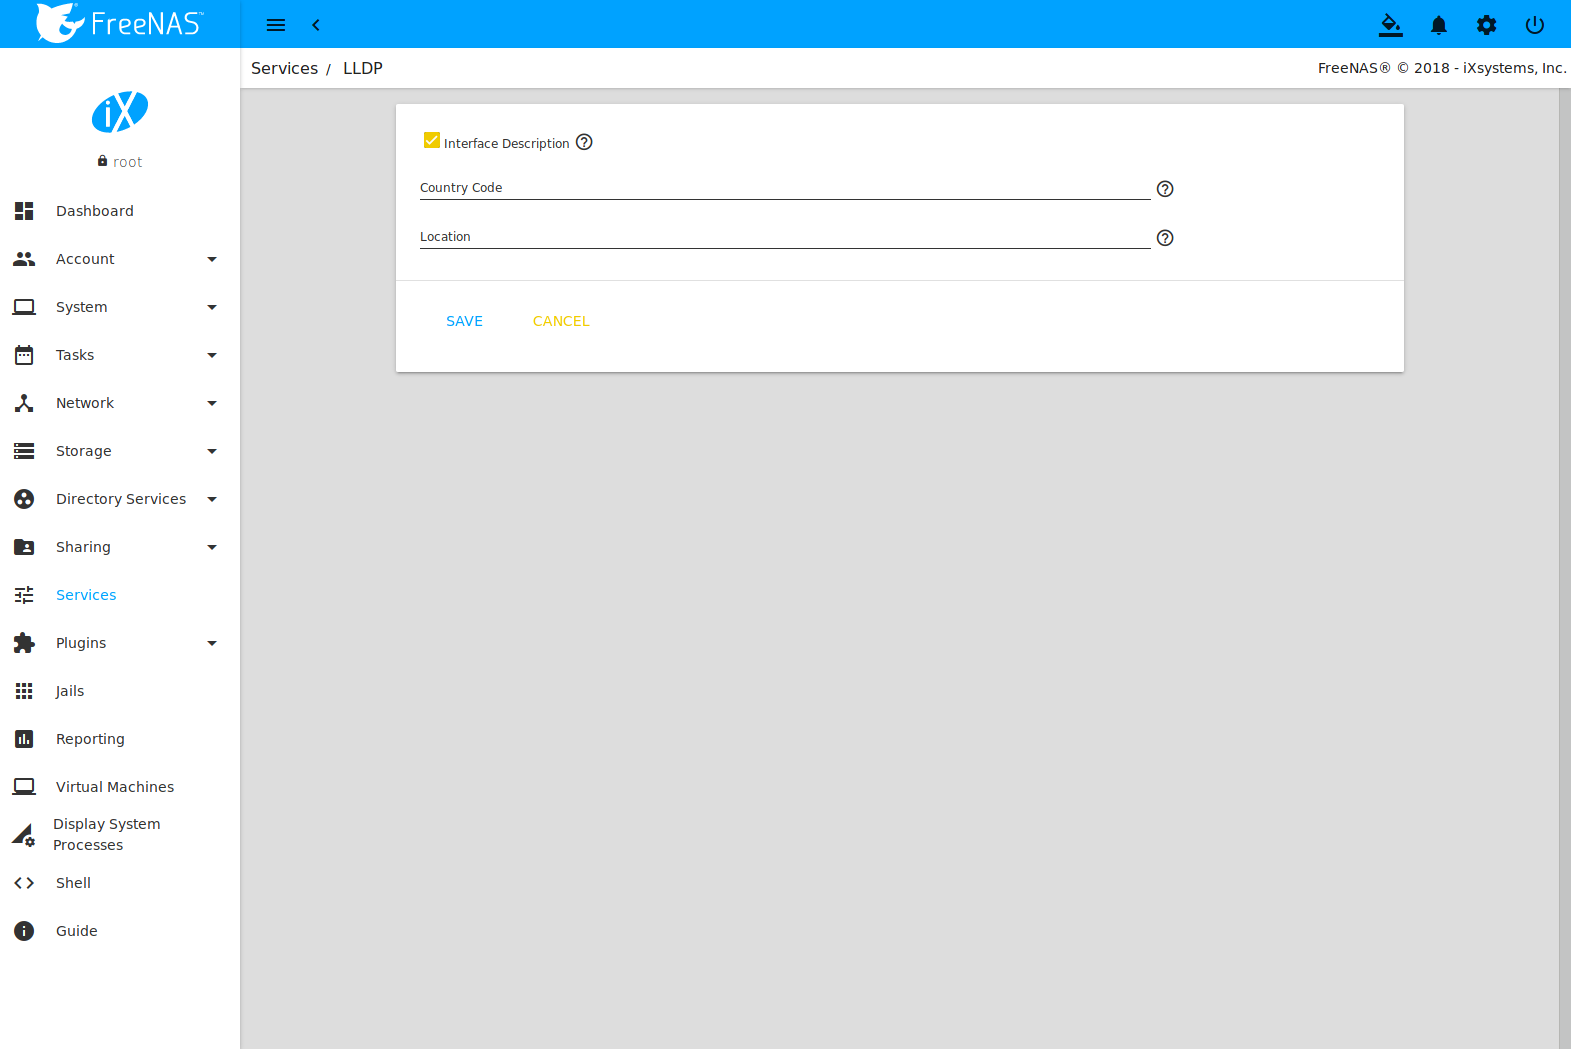 FreeNAS™
Services / LLDP
FreeNAS® © 2018 - iXsystems, Inc.
iX
root
Dashboard
Account
System
Tasks
Network
Storage
Directory Services
Sharing
Services
Plugins
Jails
Reporting
Virtual Machines
Display System
Processes
Shell
Guide
Interface Description
Country Code
Location
SAVE CANCEL